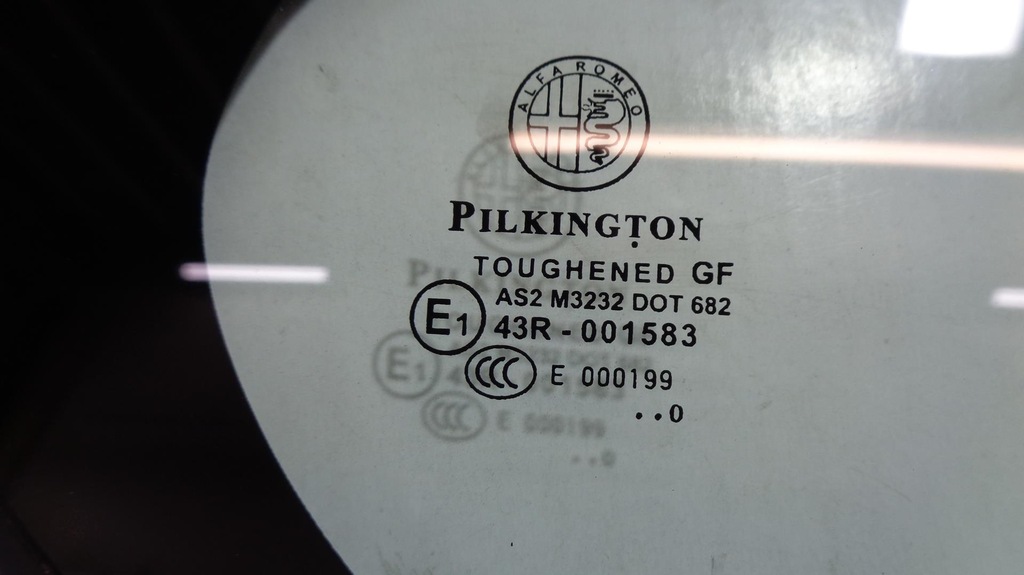 ALFA ROMEO
PILKINGTON
TOUGHENED GF
AS2 M3232 DOT 682
E1 43R - 001583
CCC E 000199
..0